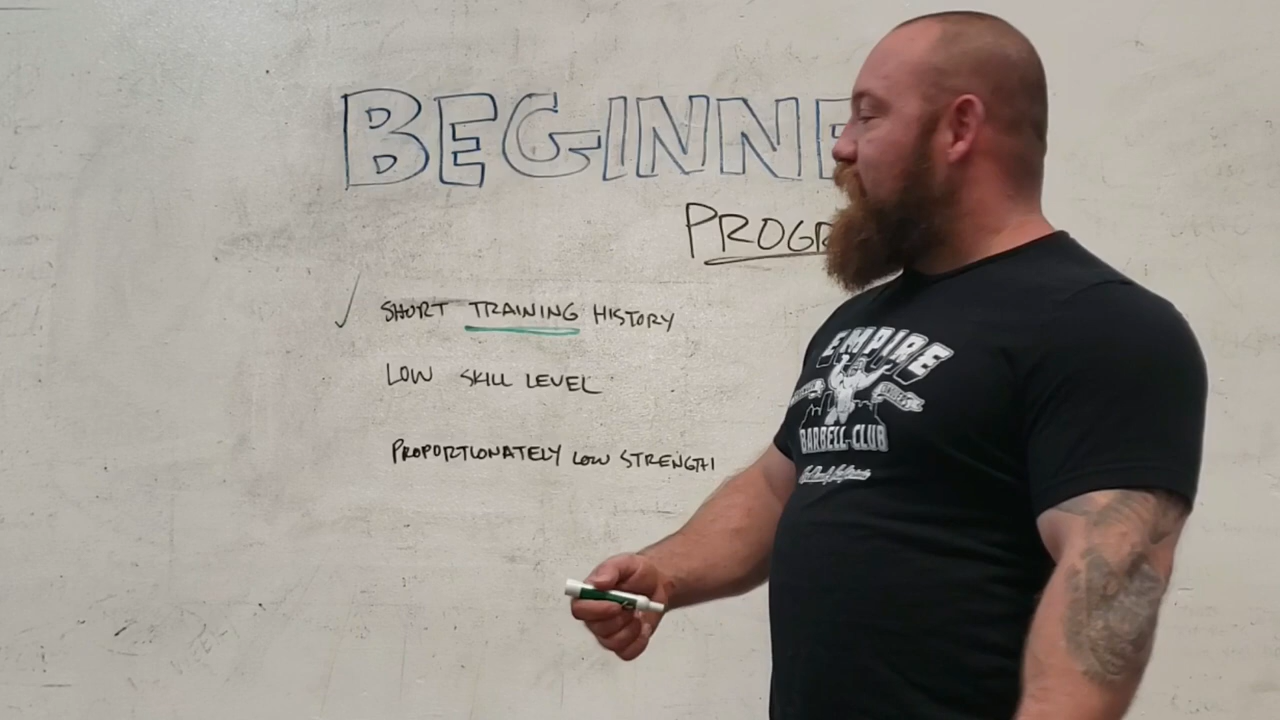 BEGINNE
PROGR
SHORT TRAINING HISTORY
LOW SKILL LEVEL
PROPORTIONATELY LOW STRENGTH
EMPIRE
BARBELL CLUB